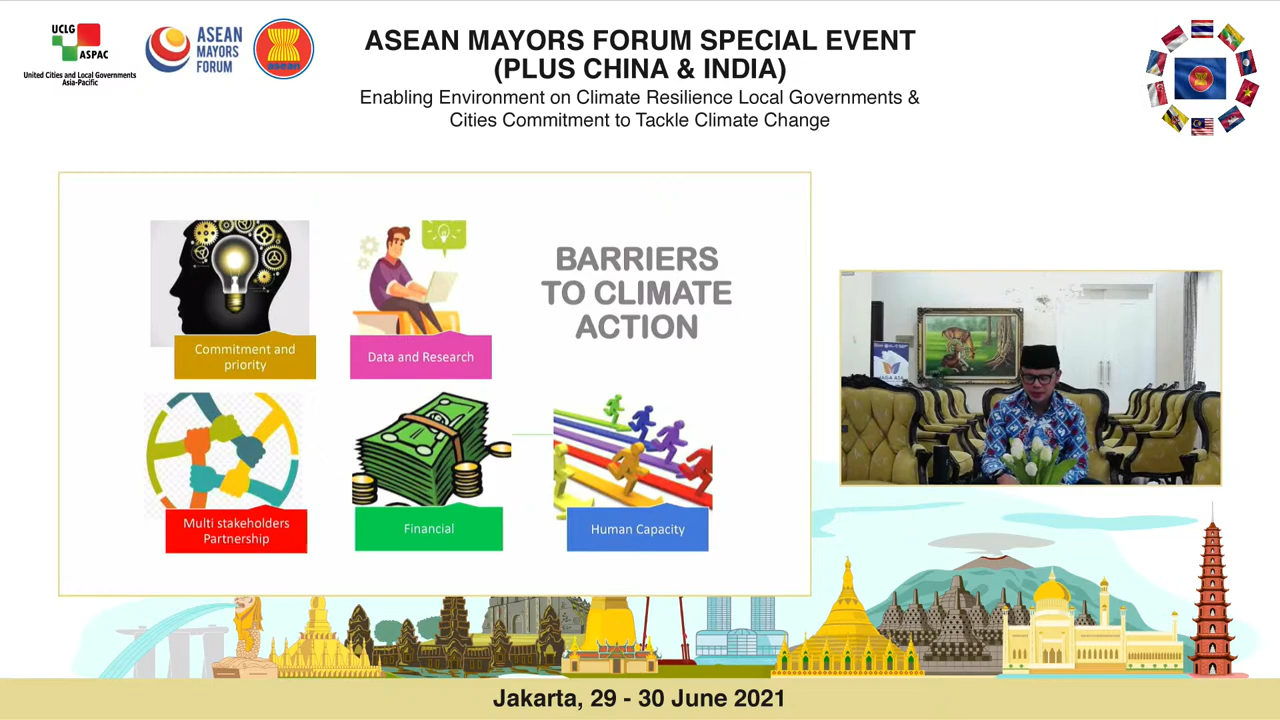 UCLG
ASPAC
United Cities and Local Governments
Asia-Pacific
ASEAN
MAYORS
FORUM
asean
ASEAN MAYORS FORUM SPECIAL EVENT
(PLUS CHINA & INDIA)
Enabling Environment on Climate Resilience Local Governments &
Cities Commitment to Tackle Climate Change
BARRIERS
TO CLIMATE
ACTION
Commitment and
priority
Data and Research
Multi stakeholders
Partnership
Financial
Human Capacity
Jakarta, 29 - 30 June 2021